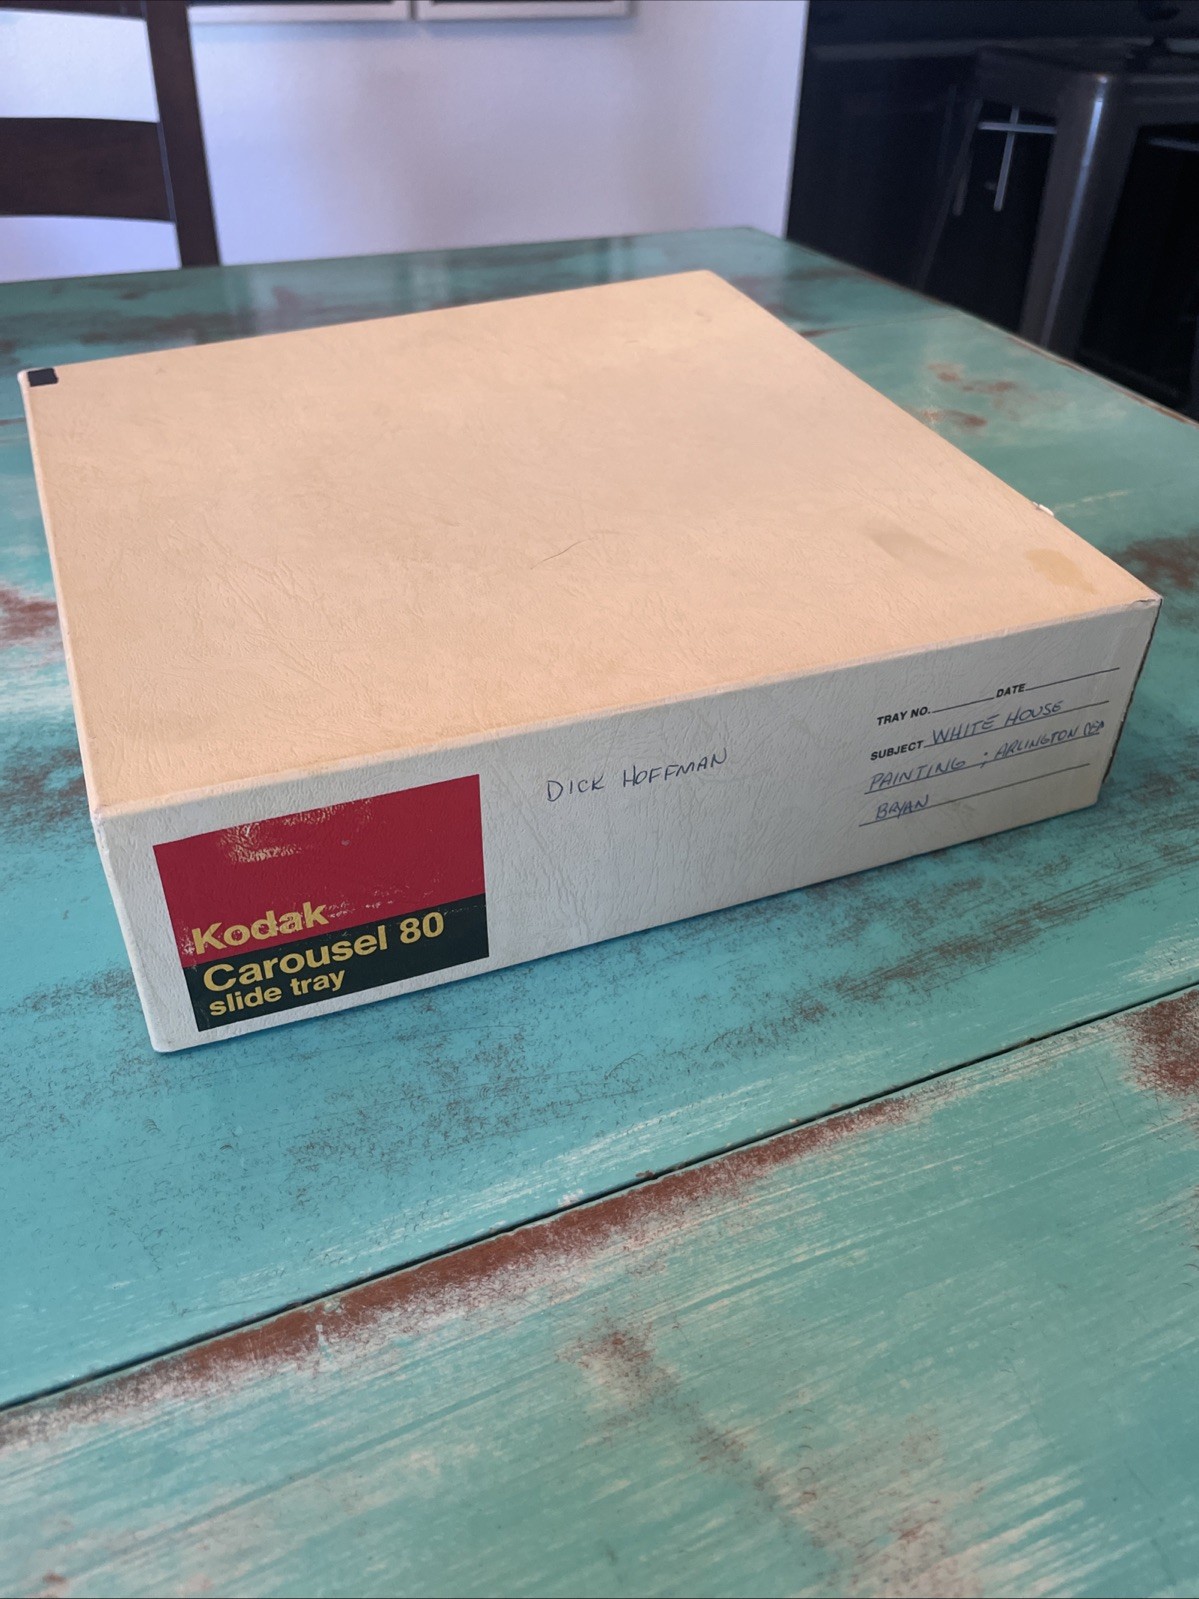 TRAY NO. DATE
SUBJECT WHITE HOUSE
PAINTING ; ARLINGTON
BRYAN
DICK HOFFMAN
Kodak
Carousel 80
slide tray